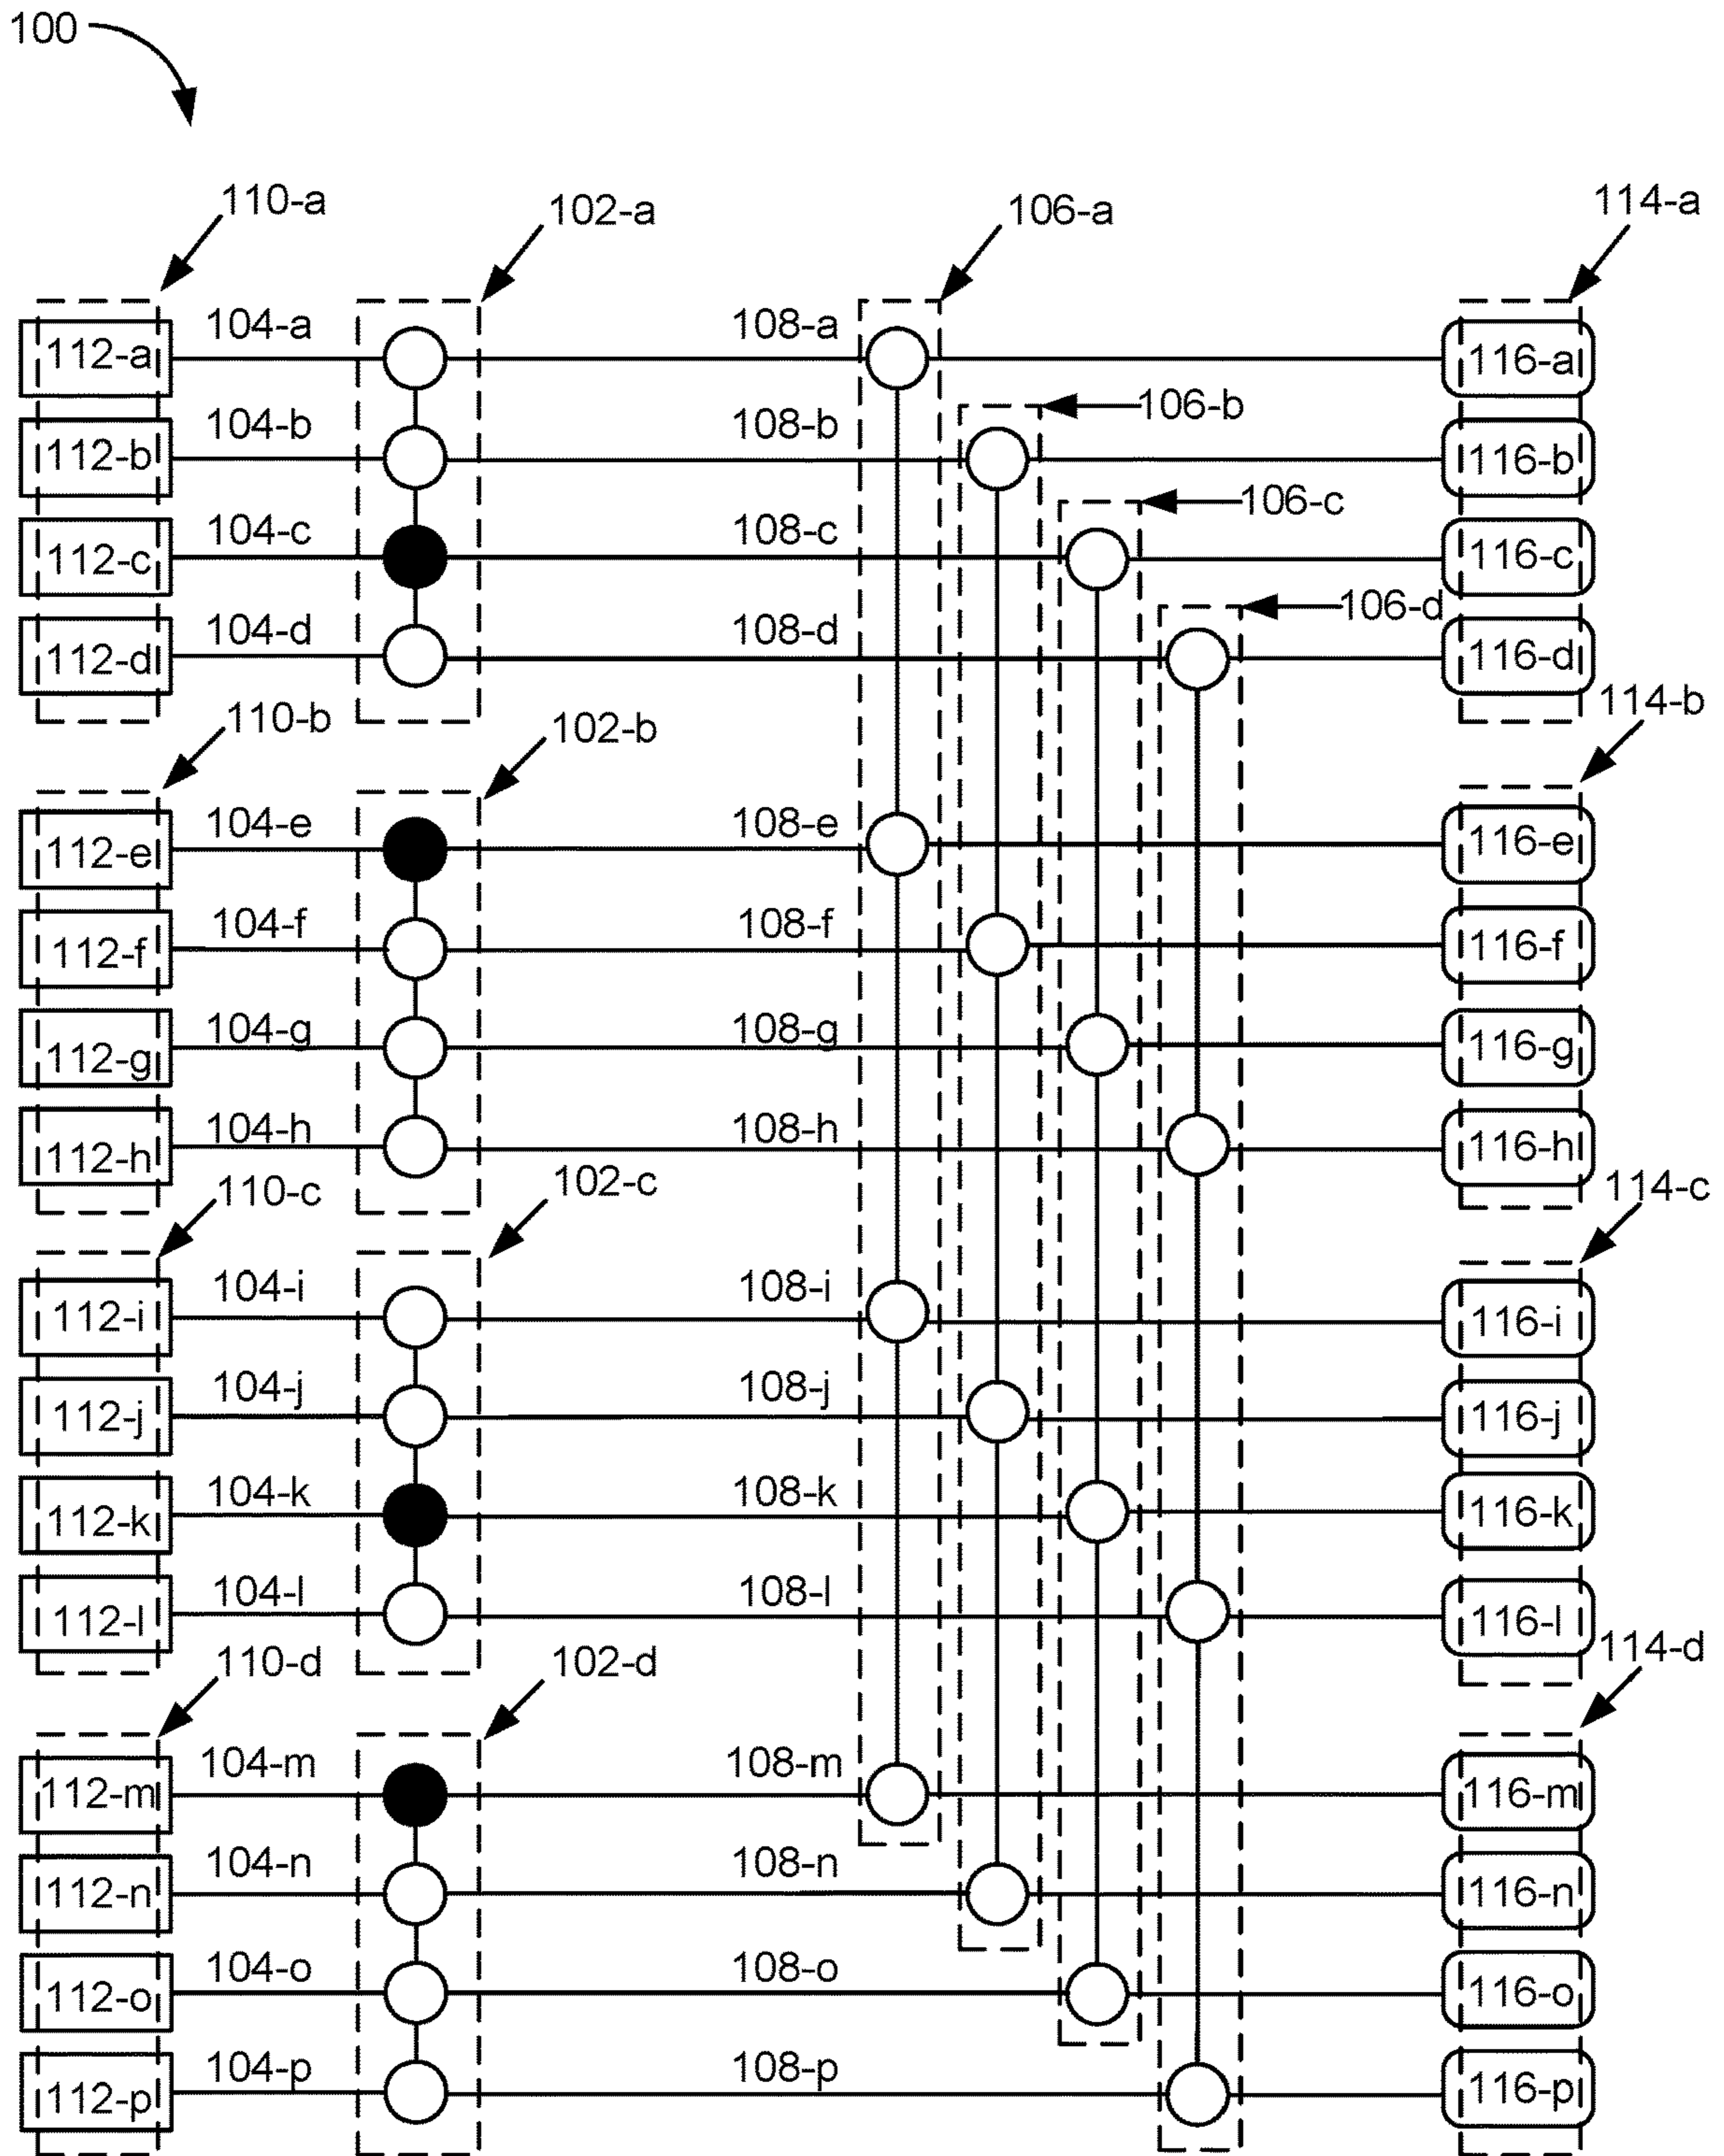 100
110-a 102-a 106-a 114-a
112-a 104-a 108-a 116-a
106-b
112-b 104-b 108-b 116-b
106-c
112-c 104-c 108-c 116-c
106-d
112-d 104-d 108-d 116-d
110-b 102-b 114-b
112-e 104-e 108-e 116-e
112-f 104-f 108-f 116-f
112-g 104-g 108-g 116-g
112-h 104-h 108-h 116-h
110-c 102-c 114-c
112-i 104-i 108-i 116-i
112-j 104-j 108-j 116-j
112-k 104-k 108-k 116-k
112-l 104-l 108-l 116-l
110-d 102-d 114-d
112-m 104-m 108-m 116-m
112-n 104-n 108-n 116-n
112-o 104-o 108-o 116-o
112-p 104-p 108-p 116-p